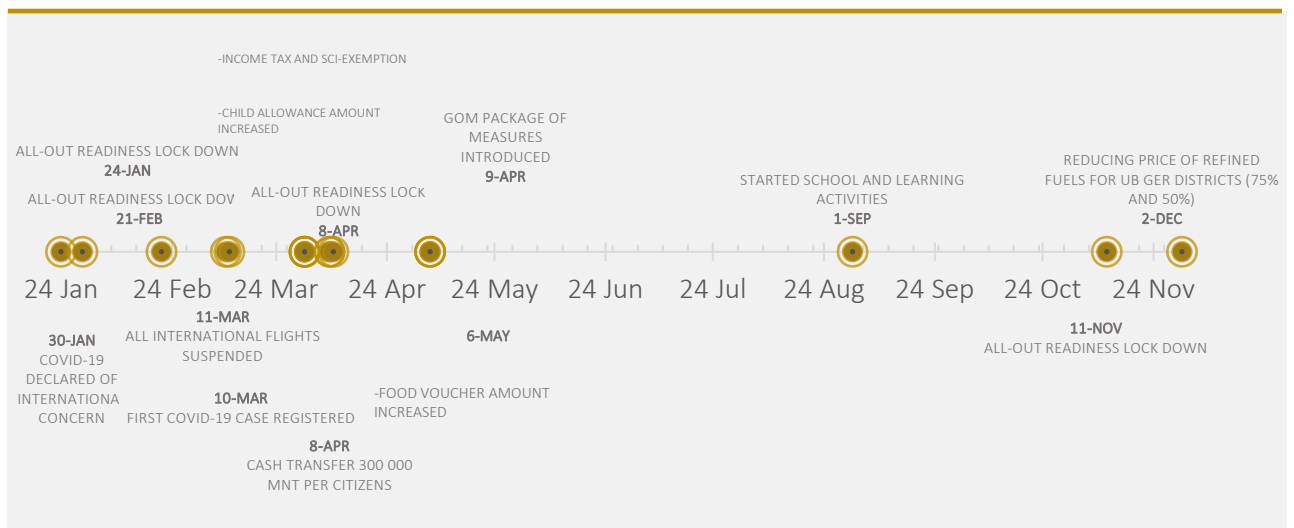 -INCOME TAX AND SCI-EXEMPTION
-CHILD ALLOWANCE AMOUNT
INCREASED
GOM PACKAGE OF
MEASURES
INTRODUCED
9-APR
ALL-OUT READINESS LOCK DOWN
24-JAN
ALL-OUT READINESS LOCK DOV
21-FEB
ALL-OUT READINESS LOCK
DOWN
8-APR
STARTED SCHOOL AND LEARNING
ACTIVITIES
1-SEP
REDUCING PRICE OF REFINED
FUELS FOR UB GER DISTRICTS (75%
AND 50%)
2-DEC
24 Jan 24 Feb 24 Mar 24 Apr 24 May 24 Jun 24 Jul 24 Aug 24 Sep 24 Oct 24 Nov
30-JAN
COVID-19
DECLARED OF
INTERNATIONA
CONCERN
11-MAR
ALL INTERNATIONAL FLIGHTS
SUSPENDED
10-MAR
FIRST COVID-19 CASE REGISTERED
8-APR
CASH TRANSFER 300 000
MNT PER CITIZENS
6-MAY
-FOOD VOUCHER AMOUNT
INCREASED
11-NOV
ALL-OUT READINESS LOCK DOWN